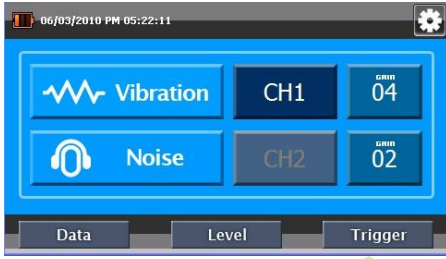 06/03/2010 PM 05:22:11
Vibration CH1 GAIN 04
Noise CH2 GAIN 02
Data Level Trigger